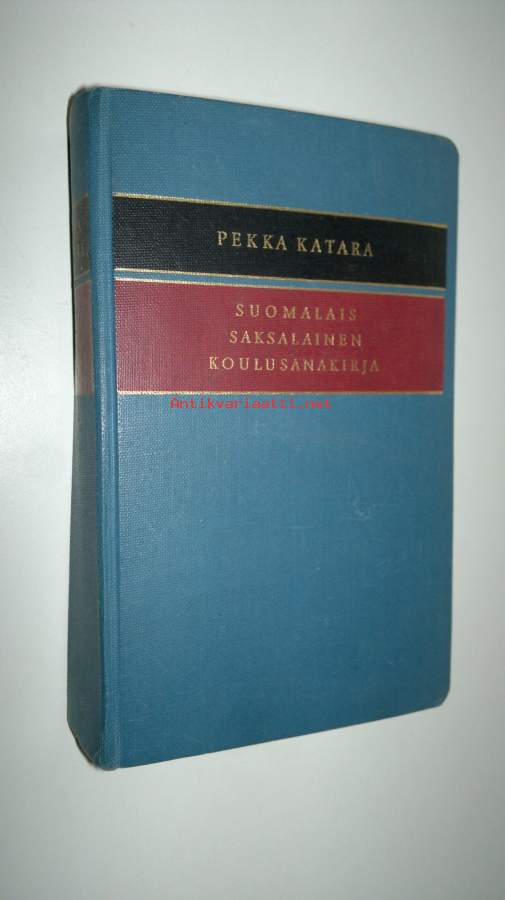 PEKKA KATARA
SUOMALAIS
SAKSALAINEN
KOULUSANAKIRJA
Antikvariaatti.net